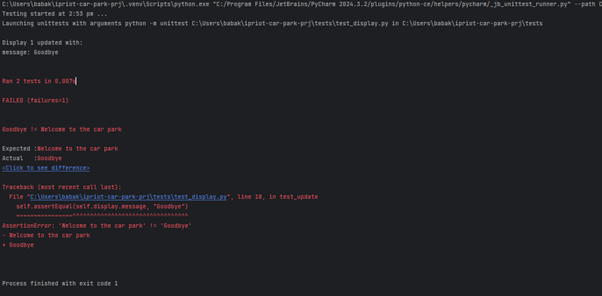 C:\Users\babak\ipriot-car-park-prj\.venv\Scripts\python.exe "C:/Program Files/JetBrains/PyCharm 2024.3.2/plugins/python-ce/helpers/pycharm/_jb_unittest_runner.py" --path C
Testing started at 2:53 pm ...
Launching unittests with arguments python -m unittest C:\Users\babak\ipriot-car-park-prj\tests\test_display.py in C:\Users\babak\ipriot-car-park-prj\tests
Display 1 updated with:
message: Goodbye
Ran 2 tests in 0.007s
FAILED (failures=1)
Goodbye != Welcome to the car park
Expected :Welcome to the car park
Actual   :Goodbye
<Click to see difference>
Traceback (most recent call last):
  File "C:\Users\babak\ipriot-car-park-prj\tests\test_display.py", line 18, in test_update
    self.assertEqual(self.display.message, "Goodbye")
AssertionError: 'Welcome to the car park' != 'Goodbye'
- Welcome to the car park
+ Goodbye
Process finished with exit code 1